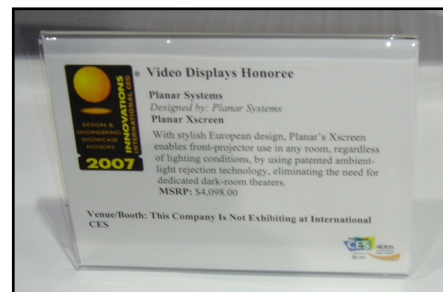 Video Displays Honoree
Planar Systems
Designed by: Planar Systems
Planar Xscreen
With stylish European design, Planar's Xscreen
enables front-projector use in any room, regardless
of lighting conditions, by using patented ambient-
light rejection technology, eliminating the need for
dedicated dark-room theaters.
MSRP: $4,098.00
Venue/Booth: This Company Is Not Exhibiting at International
CES
INNOVATIONS
INTERNATIONAL CES
DESIGN &
ENGINEERING
SHOWCASE
HONORS
2007
CES